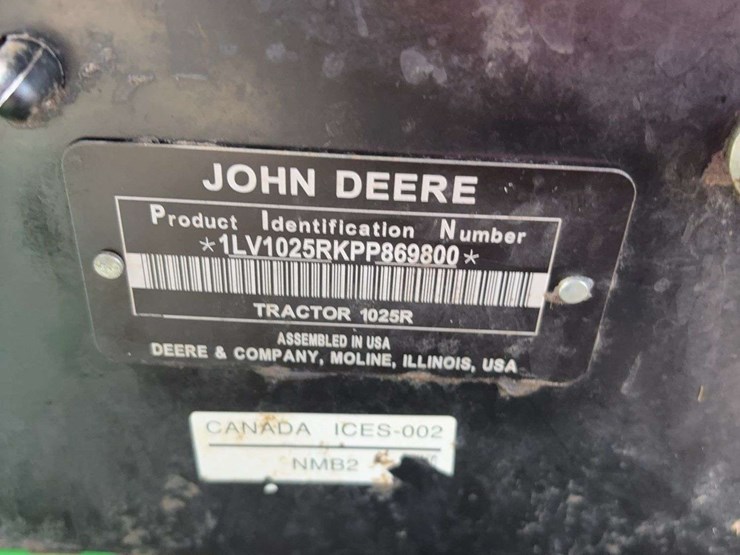 JOHN DEERE
Product Identification Number
*1LV1025RKPP869800*
TRACTOR 1025R
ASSEMBLED IN USA
DEERE & COMPANY, MOLINE, ILLINOIS, USA
CANADA ICES-002
NMB2